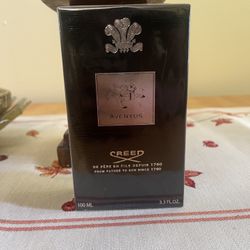 AVENTUS
CREED
DE PÈRE EN FILS DEPUIS 1760
FROM FATHER TO SON SINCE 1760
100 ML 3.3 FL.OZ.